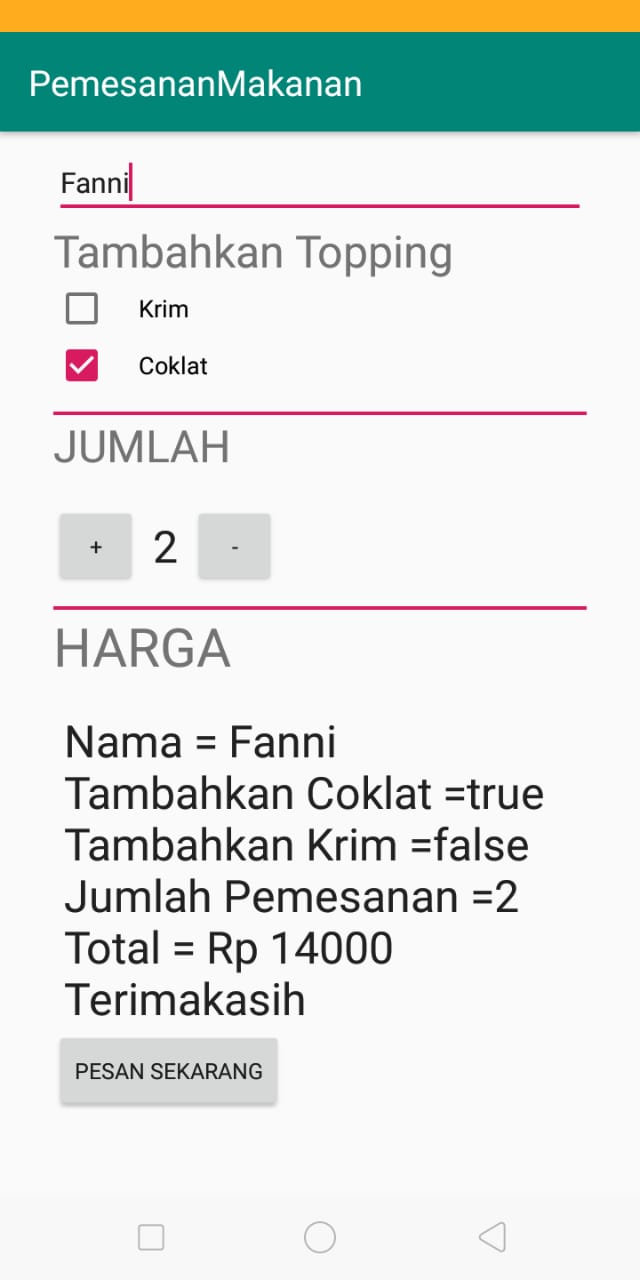 PemesananMakanan
Fanni
Tambahkan Topping
Krim
Coklat
JUMLAH
+ 2 -
HARGA
Nama = Fanni
Tambahkan Coklat =true
Tambahkan Krim =false
Jumlah Pemesanan =2
Total = Rp 14000
Terimakasih
PESAN SEKARANG